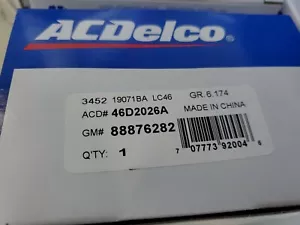 ACDelco
3452 19071BA LC46 GR. 6.174
ACD# 46D2026A MADE IN CHINA
GM# 88876282
Q'TY: 1
7 07773 92004 6